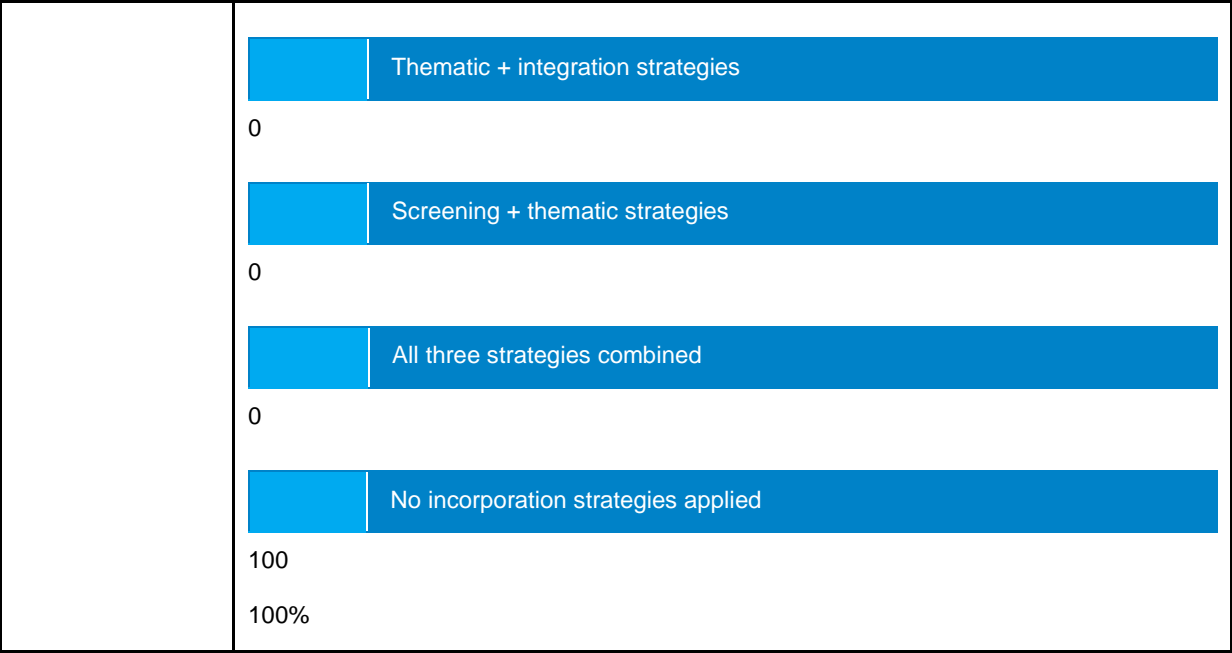 Thematic + integration strategies
0
Screening + thematic strategies
0
All three strategies combined
0
No incorporation strategies applied
100
100%